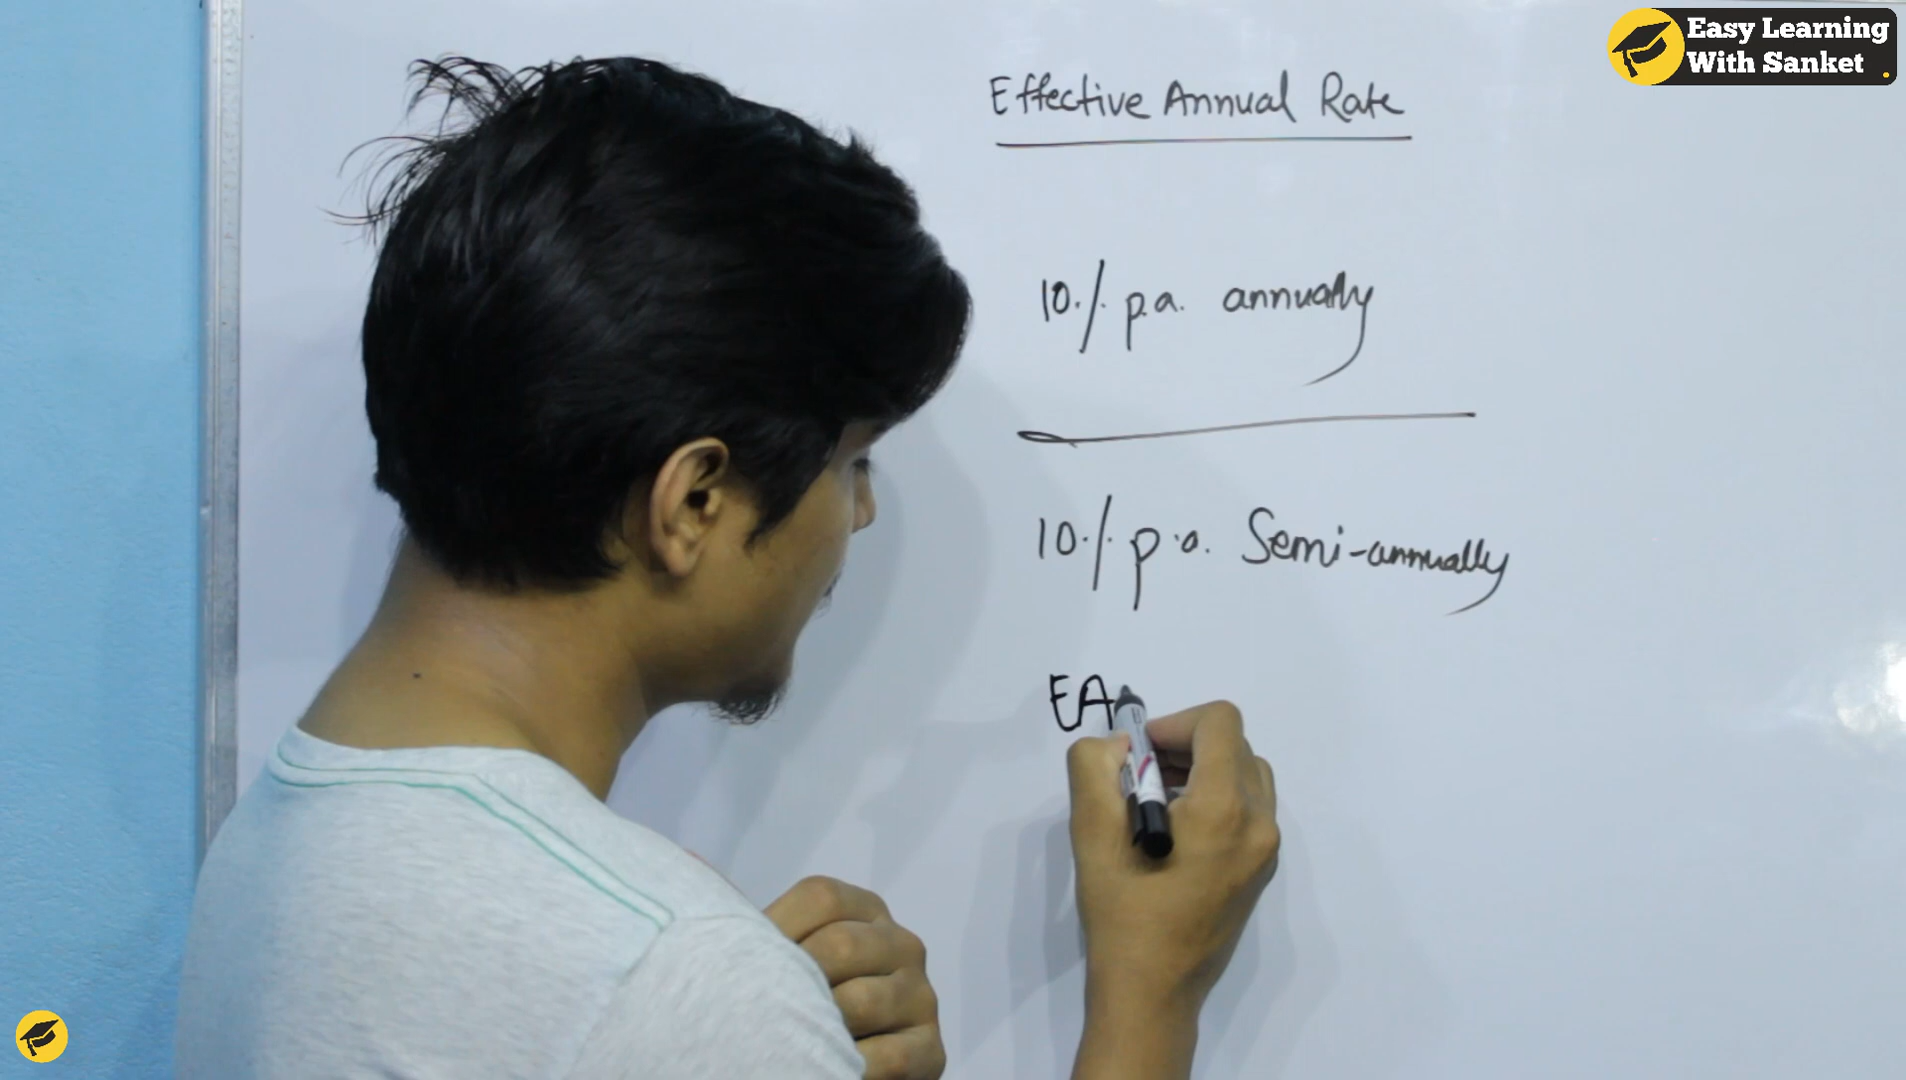 Easy Learning
With Sanket
Effective Annual Rate
10% p.a. annually
10% p.a. Semi-annually
EA